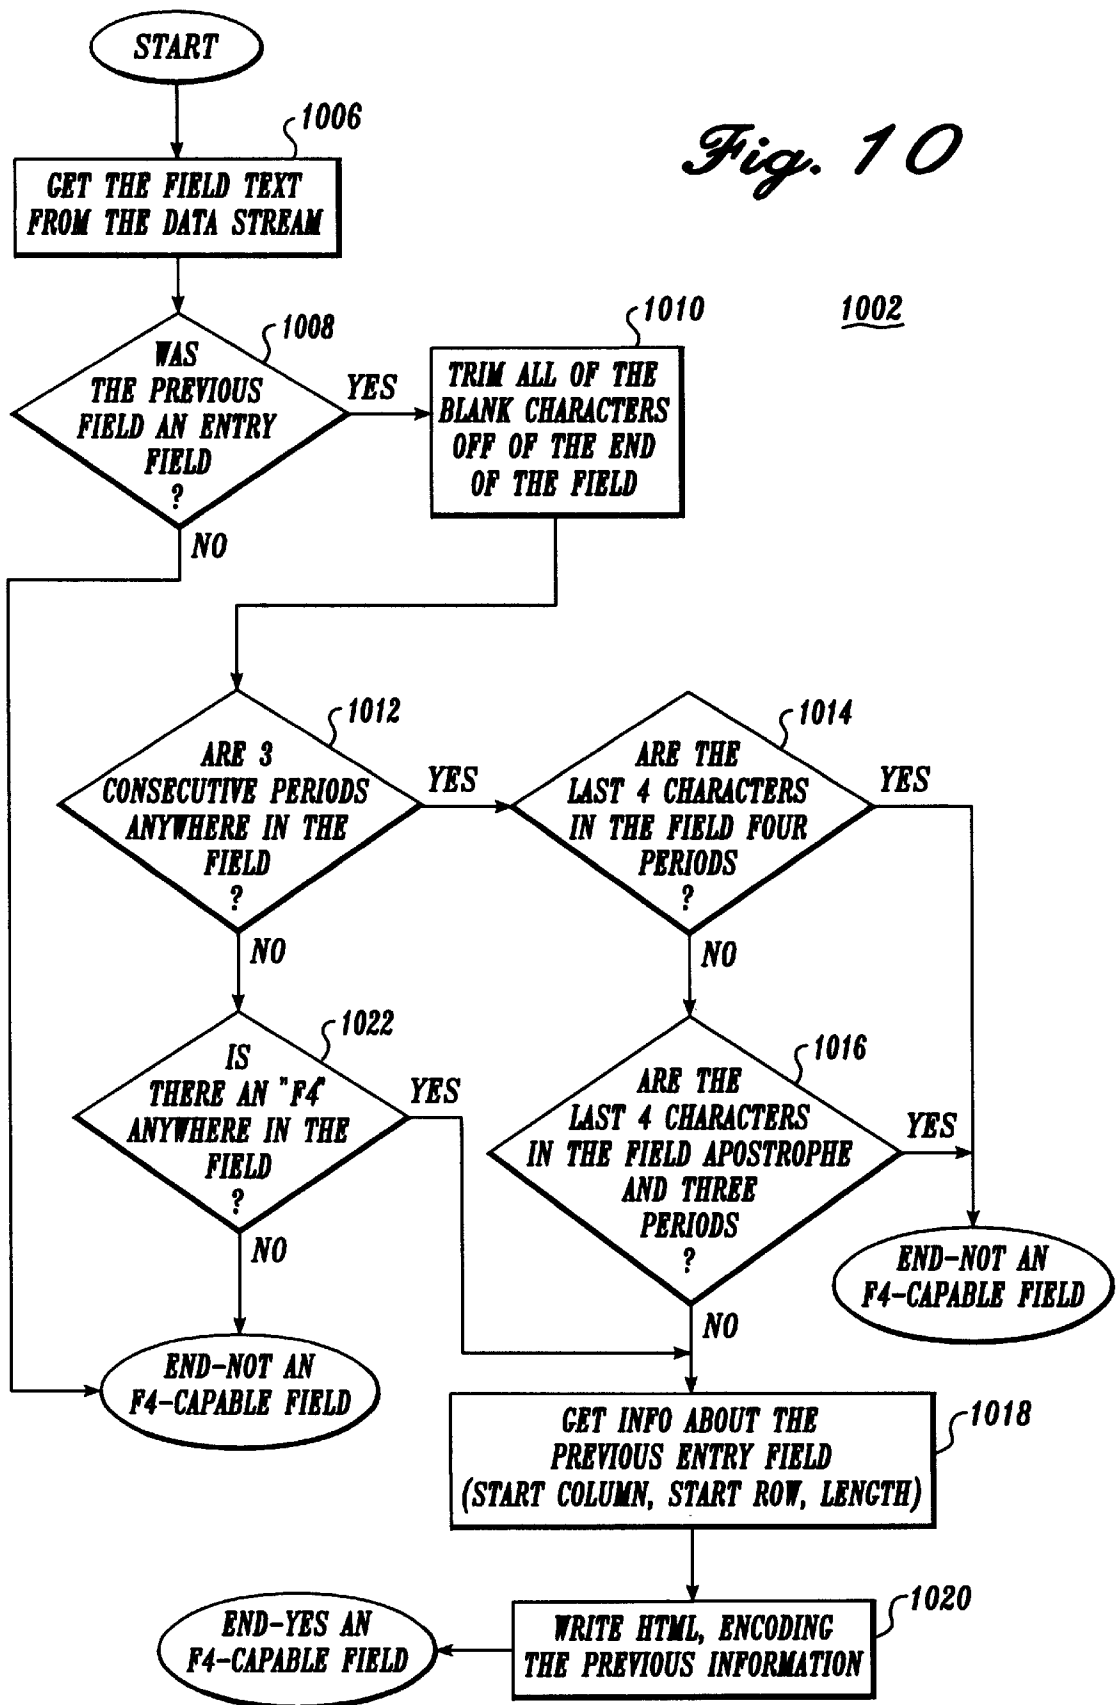 START
1006
Fig. 10
GET THE FIELD TEXT
FROM THE DATA STREAM
1002
1008
WAS
THE PREVIOUS
FIELD AN ENTRY
FIELD
?
YES
NO
1010
TRIM ALL OF THE
BLANK CHARACTERS
OFF OF THE END
OF THE FIELD
1012
ARE 3
CONSECUTIVE PERIODS
ANYWHERE IN THE
FIELD
?
YES
NO
1014
ARE THE
LAST 4 CHARACTERS
IN THE FIELD FOUR
PERIODS
?
YES
NO
1022
IS
THERE AN "F4"
ANYWHERE IN THE
FIELD
?
YES
NO
1016
ARE THE
LAST 4 CHARACTERS
IN THE FIELD APOSTROPHE
AND THREE
PERIODS
?
YES
NO
END-NOT AN
F4-CAPABLE FIELD
END-NOT AN
F4-CAPABLE FIELD
1018
GET INFO ABOUT THE
PREVIOUS ENTRY FIELD
(START COLUMN, START ROW, LENGTH)
1020
WRITE HTML, ENCODING
THE PREVIOUS INFORMATION
END-YES AN
F4-CAPABLE FIELD